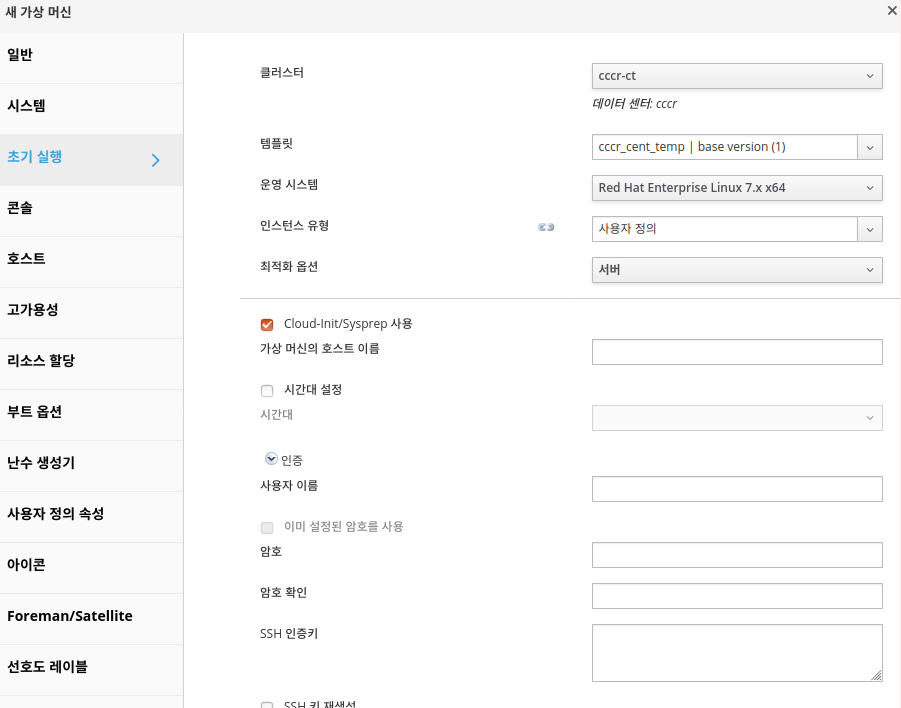 새 가상 머신
일반
시스템
초기 실행
콘솔
호스트
고가용성
리소스 할당
부트 옵션
난수 생성기
사용자 정의 속성
아이콘
Foreman/Satellite
선호도 레이블
클러스터
cccr-ct
데이터 센터: cccr
템플릿
cccr_cent_temp | base version (1)
운영 시스템
Red Hat Enterprise Linux 7.x x64
인스턴스 유형
사용자 정의
최적화 옵션
서버
Cloud-Init/Sysprep 사용
가상 머신의 호스트 이름
시간대 설정
시간대
인증
사용자 이름
이미 설정된 암호를 사용
암호
암호 확인
SSH 인증키
SSH 키 재생성